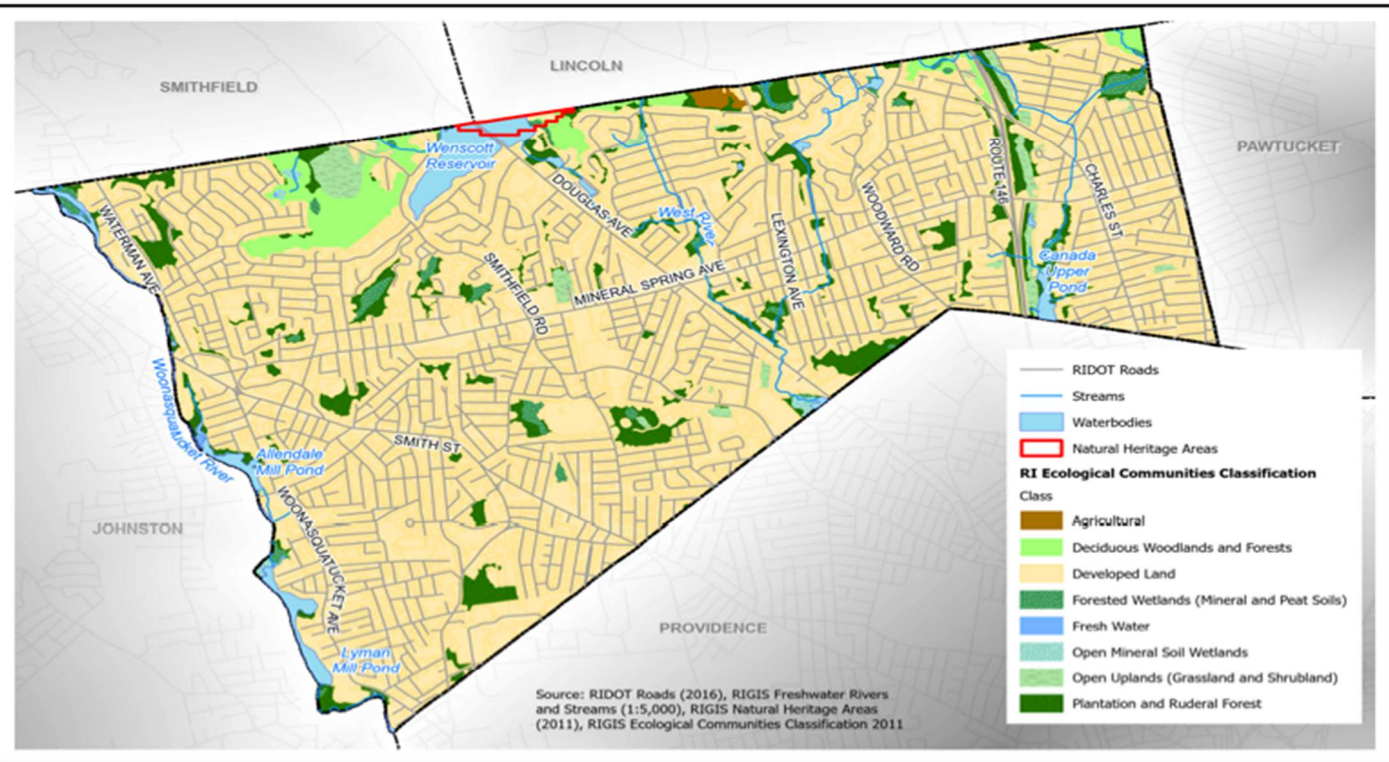 SMITHFIELD
LINCOLN
PAWTUCKET
Wenscott
Reservoir
DOUGLAS AVE
West River
WATERMAN AVE
SMITHFIELD RD
MINERAL SPRING AVE
LEXINGTON AVE
WOODWARD RD
ROUTE 146
CHARLES ST
Canada
Upper
Pond
Woonasquatucket River
SMITH ST
Allendale
Mill Pond
JOHNSTON
WOONASQUATUCKET AVE
Lyman
Mill Pond
PROVIDENCE
Source: RIDOT Roads (2016), RIGIS Freshwater Rivers
and Streams (1:5,000), RIGIS Natural Heritage Areas
(2011), RIGIS Ecological Communities Classification 2011
RIDOT Roads
Streams
Waterbodies
Natural Heritage Areas
RI Ecological Communities Classification
Class
Agricultural
Deciduous Woodlands and Forests
Developed Land
Forested Wetlands (Mineral and Peat Soils)
Fresh Water
Open Mineral Soil Wetlands
Open Uplands (Grassland and Shrubland)
Plantation and Ruderal Forest